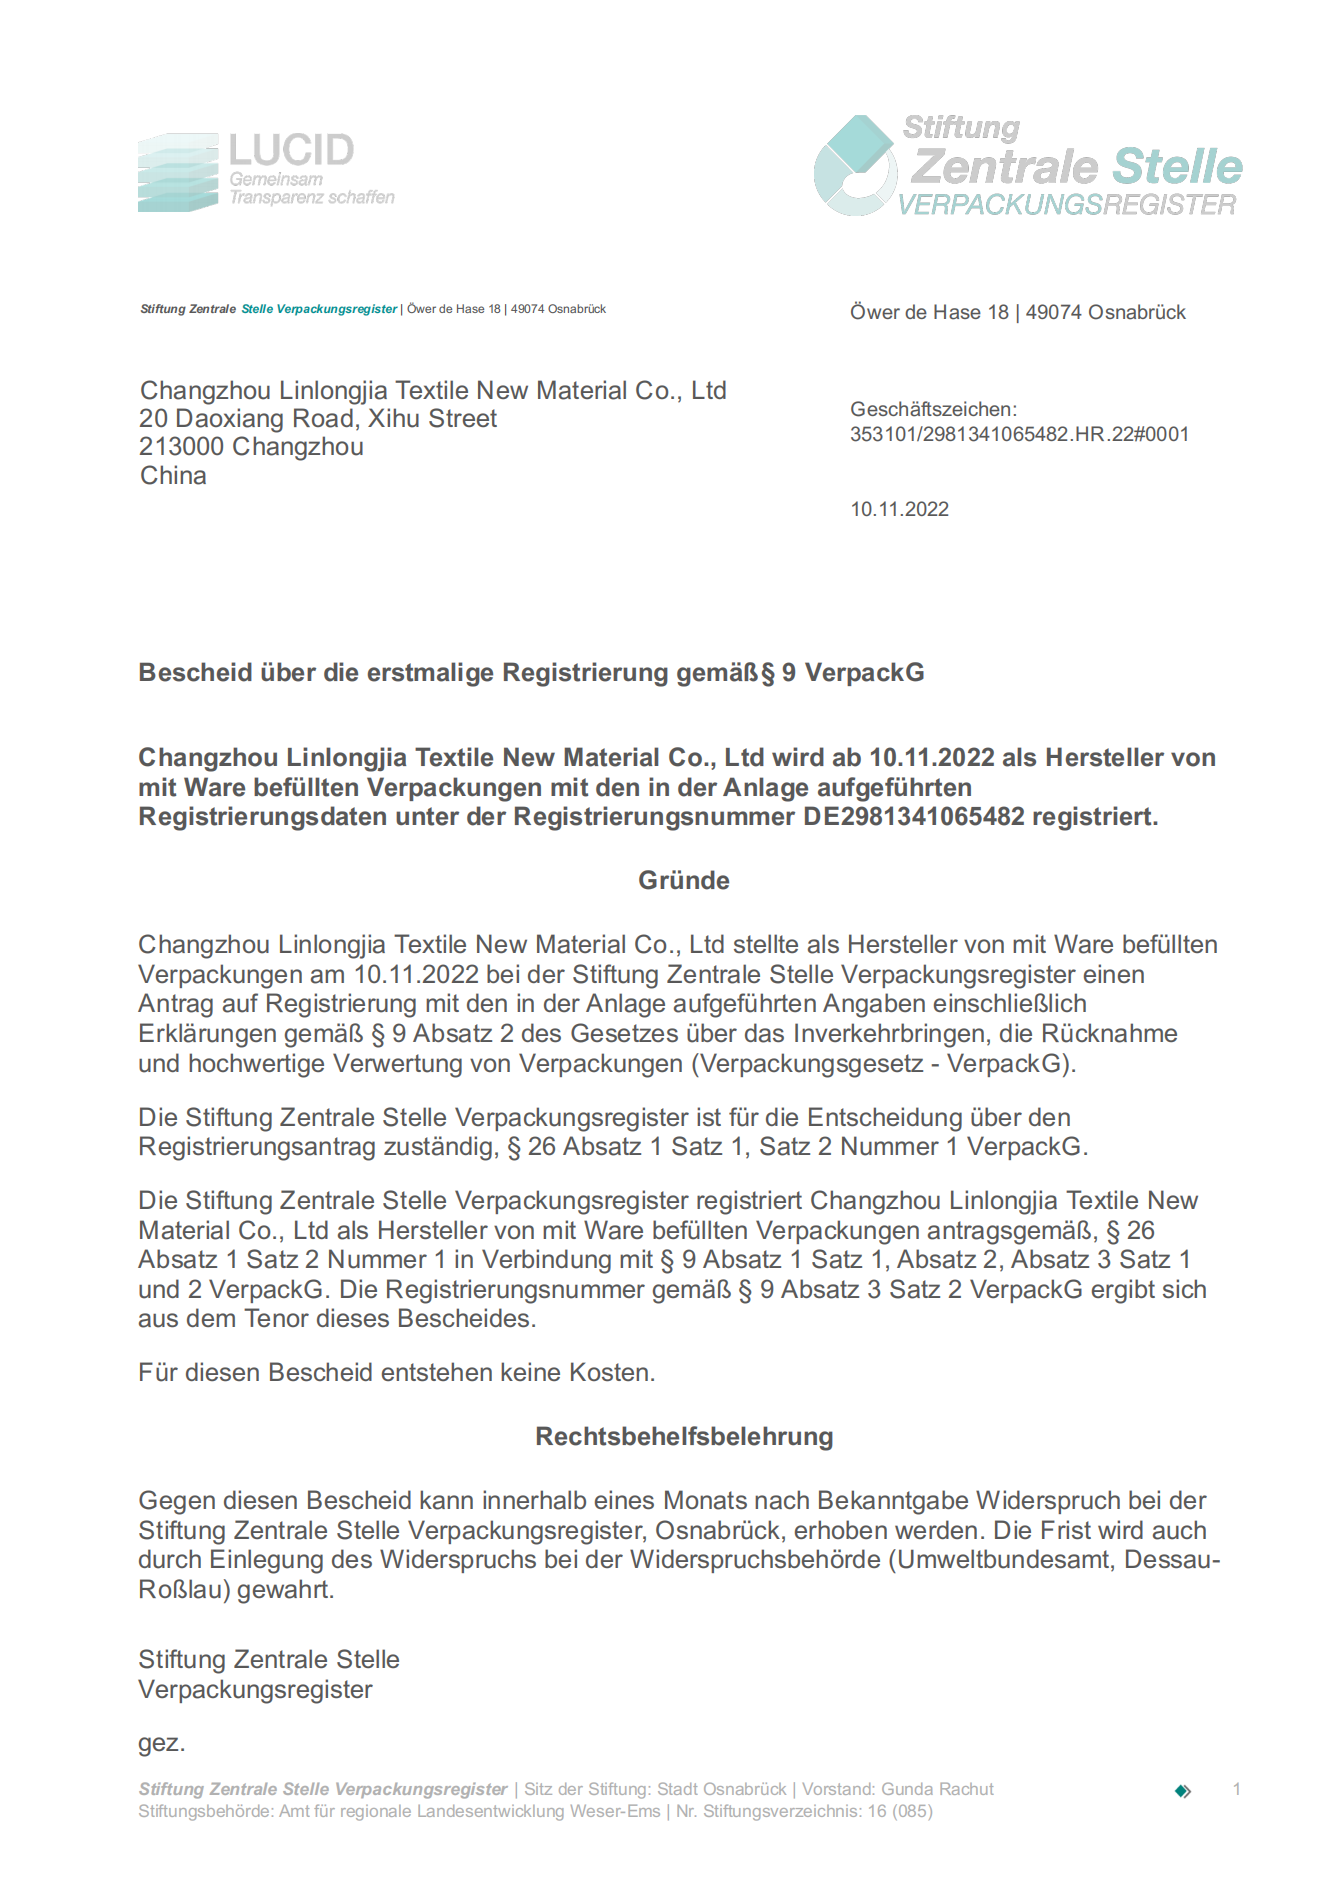 LUCID
Gemeinsam
Transparenz schaffen
Stiftung
Zentrale Stelle
VERPACKUNGSREGISTER
Stiftung Zentrale Stelle Verpackungsregister | Öwer de Hase 18 | 49074 Osnabrück
Öwer de Hase 18 | 49074 Osnabrück
Changzhou Linlongjia Textile New Material Co., Ltd
20 Daoxiang Road, Xihu Street
213000 Changzhou
China
Geschäftszeichen:
353101/2981341065482.HR.22#0001
10.11.2022
Bescheid über die erstmalige Registrierung gemäß§ 9 VerpackG
Changzhou Linlongjia Textile New Material Co., Ltd wird ab 10.11.2022 als Hersteller von
mit Ware befüllten Verpackungen mit den in der Anlage aufgeführten
Registrierungsdaten unter der Registrierungsnummer DE2981341065482 registriert.
Gründe
Changzhou Linlongjia Textile New Material Co., Ltd stellte als Hersteller von mit Ware befüllten
Verpackungen am 10.11.2022 bei der Stiftung Zentrale Stelle Verpackungsregister einen
Antrag auf Registrierung mit den in der Anlage aufgeführten Angaben einschließlich
Erklärungen gemäß § 9 Absatz 2 des Gesetzes über das Inverkehrbringen, die Rücknahme
und hochwertige Verwertung von Verpackungen (Verpackungsgesetz - VerpackG).
Die Stiftung Zentrale Stelle Verpackungsregister ist für die Entscheidung über den
Registrierungsantrag zuständig, § 26 Absatz 1 Satz 1, Satz 2 Nummer 1 VerpackG.
Die Stiftung Zentrale Stelle Verpackungsregister registriert Changzhou Linlongjia Textile New
Material Co., Ltd als Hersteller von mit Ware befüllten Verpackungen antragsgemäß, § 26
Absatz 1 Satz 2 Nummer 1 in Verbindung mit § 9 Absatz 1 Satz 1, Absatz 2, Absatz 3 Satz 1
und 2 VerpackG. Die Registrierungsnummer gemäß § 9 Absatz 3 Satz 2 VerpackG ergibt sich
aus dem Tenor dieses Bescheides.
Für diesen Bescheid entstehen keine Kosten.
Rechtsbehelfsbelehrung
Gegen diesen Bescheid kann innerhalb eines Monats nach Bekanntgabe Widerspruch bei der
Stiftung Zentrale Stelle Verpackungsregister, Osnabrück, erhoben werden. Die Frist wird auch
durch Einlegung des Widerspruchs bei der Widerspruchsbehörde (Umweltbundesamt, Dessau-
Roßlau) gewahrt.
Stiftung Zentrale Stelle
Verpackungsregister
gez.
Stiftung Zentrale Stelle Verpackungsregister | Sitz der Stiftung: Stadt Osnabrück | Vorstand: Gunda Rachut
1
Stiftungsbehörde: Amt für regionale Landesentwicklung Weser-Ems | Nr. Stiftungsverzeichnis: 16 (085)